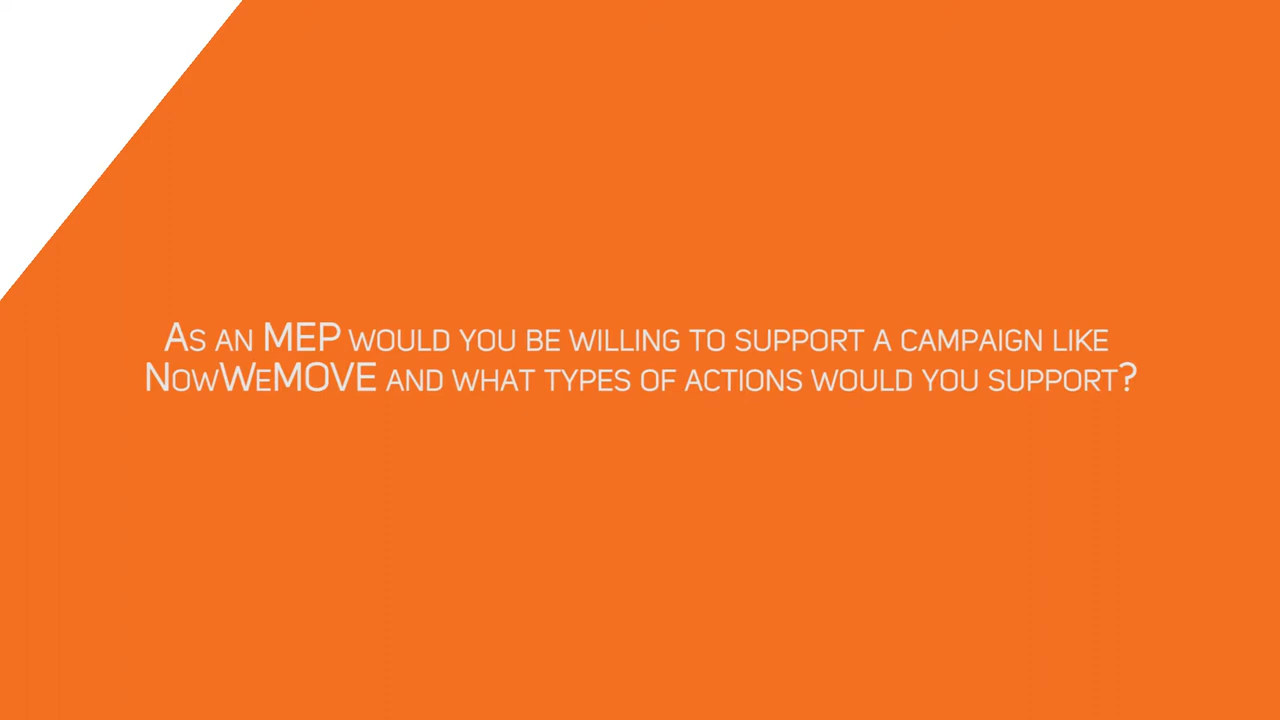 As an MEP would you be willing to support a campaign like
NowWeMOVE and what types of actions would you support?